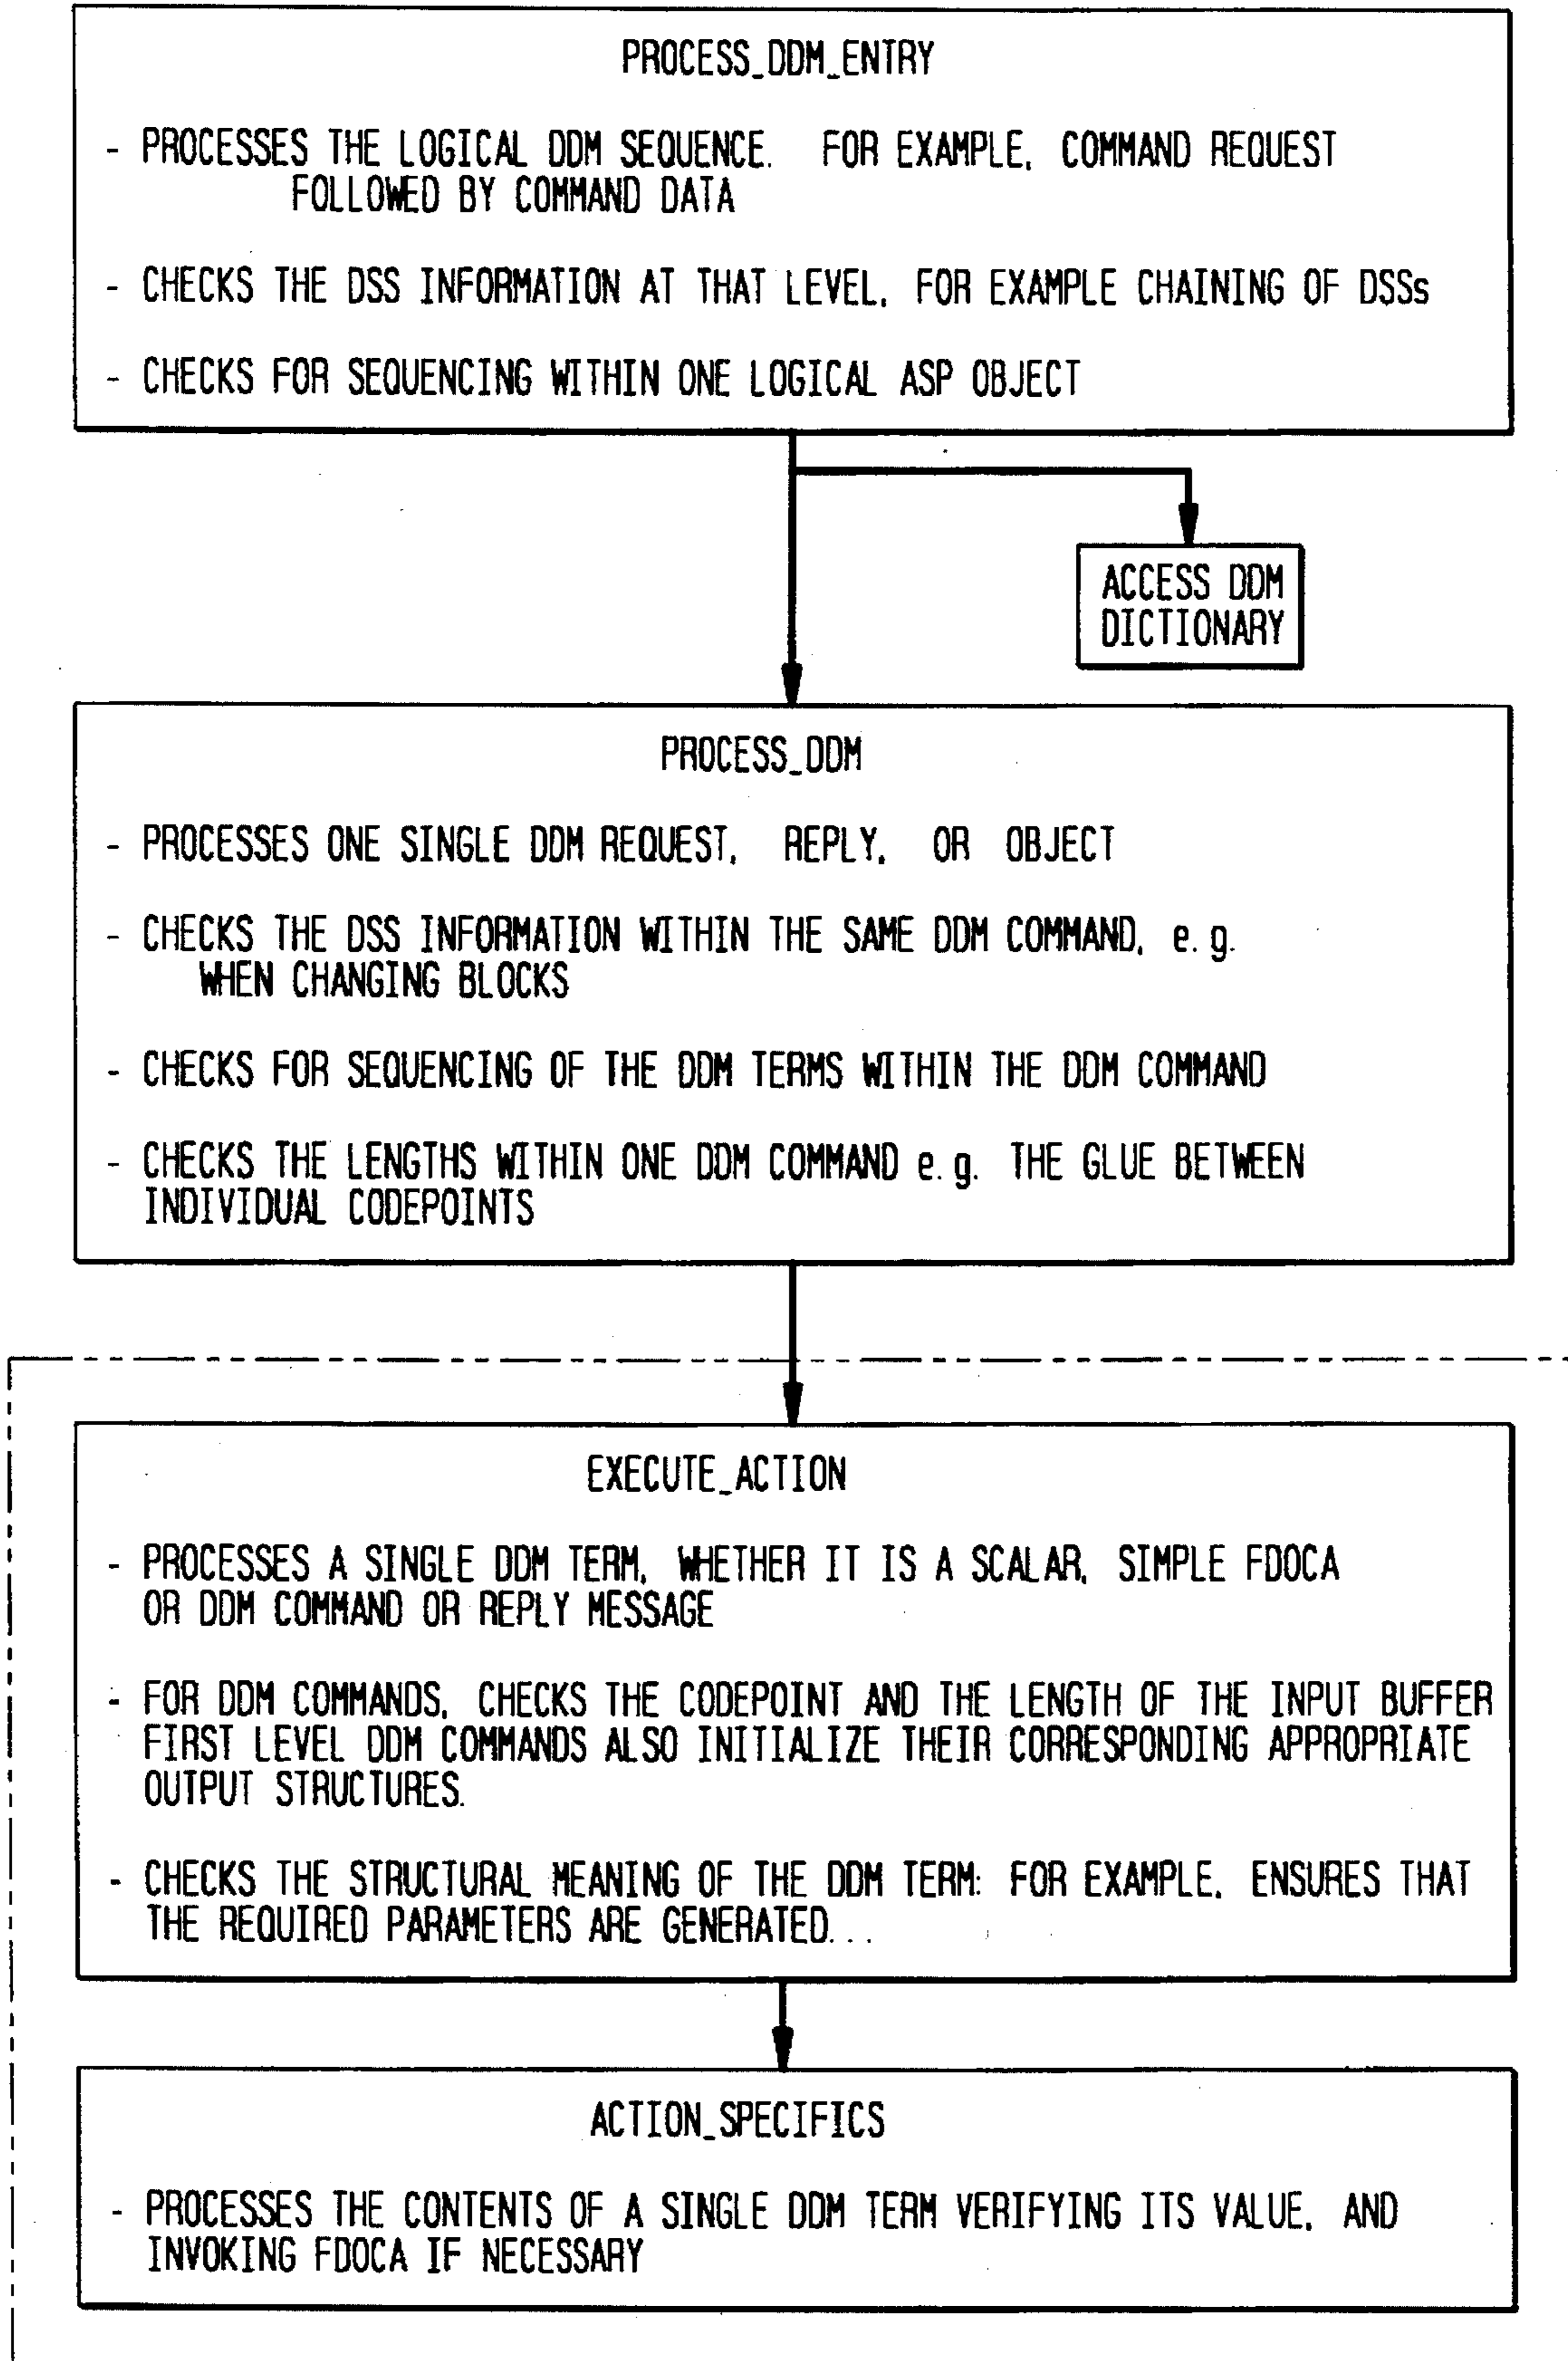 PROCESS_DDM_ENTRY
- PROCESSES THE LOGICAL DDM SEQUENCE. FOR EXAMPLE, COMMAND REQUEST
FOLLOWED BY COMMAND DATA
- CHECKS THE DSS INFORMATION AT THAT LEVEL, FOR EXAMPLE CHAINING OF DSSs
- CHECKS FOR SEQUENCING WITHIN ONE LOGICAL ASP OBJECT
ACCESS DDM
DICTIONARY
PROCESS_DDM
- PROCESSES ONE SINGLE DDM REQUEST, REPLY, OR OBJECT
- CHECKS THE DSS INFORMATION WITHIN THE SAME DDM COMMAND, e.g.
WHEN CHANGING BLOCKS
- CHECKS FOR SEQUENCING OF THE DDM TERMS WITHIN THE DDM COMMAND
- CHECKS THE LENGTHS WITHIN ONE DDM COMMAND e.g. THE GLUE BETWEEN
INDIVIDUAL CODEPOINTS
EXECUTE_ACTION
- PROCESSES A SINGLE DDM TERM, WHETHER IT IS A SCALAR, SIMPLE FDOCA
OR DDM COMMAND OR REPLY MESSAGE
- FOR DDM COMMANDS, CHECKS THE CODEPOINT AND THE LENGTH OF THE INPUT BUFFER
FIRST LEVEL DDM COMMANDS ALSO INITIALIZE THEIR CORRESPONDING APPROPRIATE
OUTPUT STRUCTURES.
- CHECKS THE STRUCTURAL MEANING OF THE DDM TERM: FOR EXAMPLE, ENSURES THAT
THE REQUIRED PARAMETERS ARE GENERATED...
ACTION_SPECIFICS
- PROCESSES THE CONTENTS OF A SINGLE DDM TERM VERIFYING ITS VALUE, AND
INVOKING FDOCA IF NECESSARY